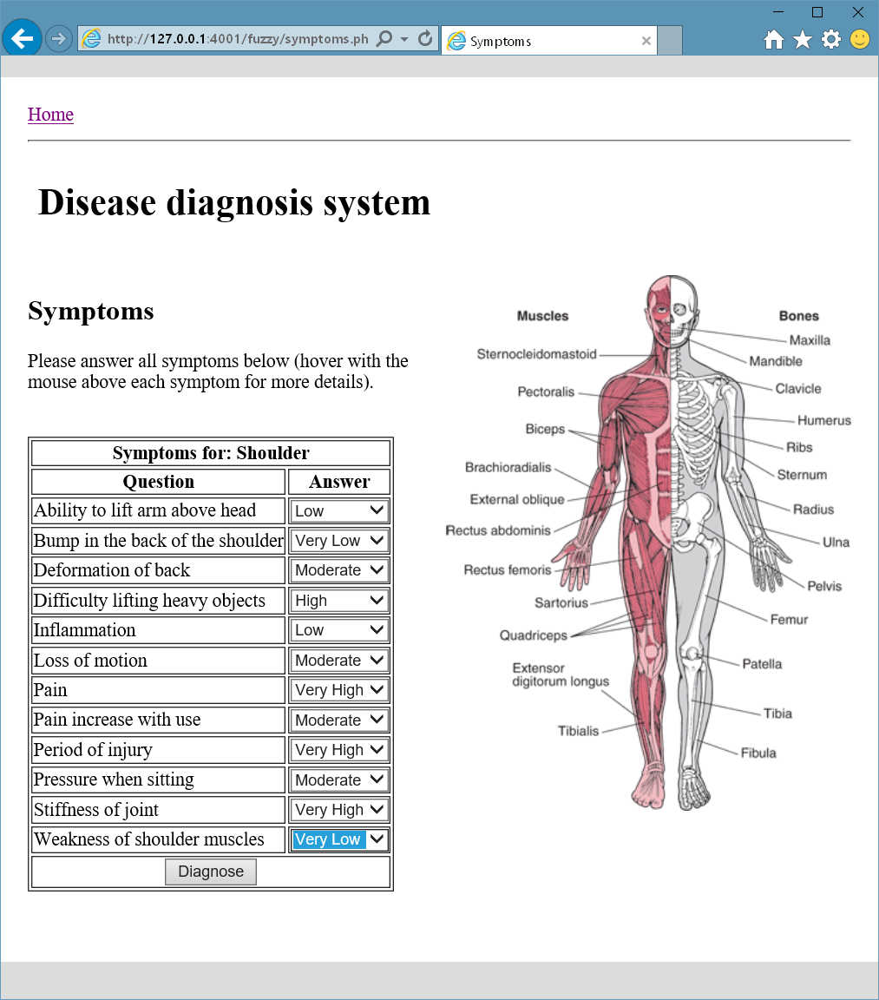 http://127.0.0.1:4001/fuzzy/symptoms.ph
Symptoms
Home
Disease diagnosis system
Symptoms
Please answer all symptoms below (hover with the
mouse above each symptom for more details).
Symptoms for: Shoulder
Question Answer
Ability to lift arm above head Low
Bump in the back of the shoulder Very Low
Deformation of back Moderate
Difficulty lifting heavy objects High
Inflammation Low
Loss of motion Moderate
Pain Very High
Pain increase with use Moderate
Period of injury Very High
Pressure when sitting Moderate
Stiffness of joint Very High
Weakness of shoulder muscles Very Low
Diagnose
Muscles
Sternocleidomastoid
Pectoralis
Biceps
Brachioradialis
External oblique
Rectus abdominis
Rectus femoris
Sartorius
Quadriceps
Extensor
digitorum longus
Tibialis
Bones
Maxilla
Mandible
Clavicle
Humerus
Ribs
Sternum
Radius
Ulna
Pelvis
Femur
Patella
Tibia
Fibula